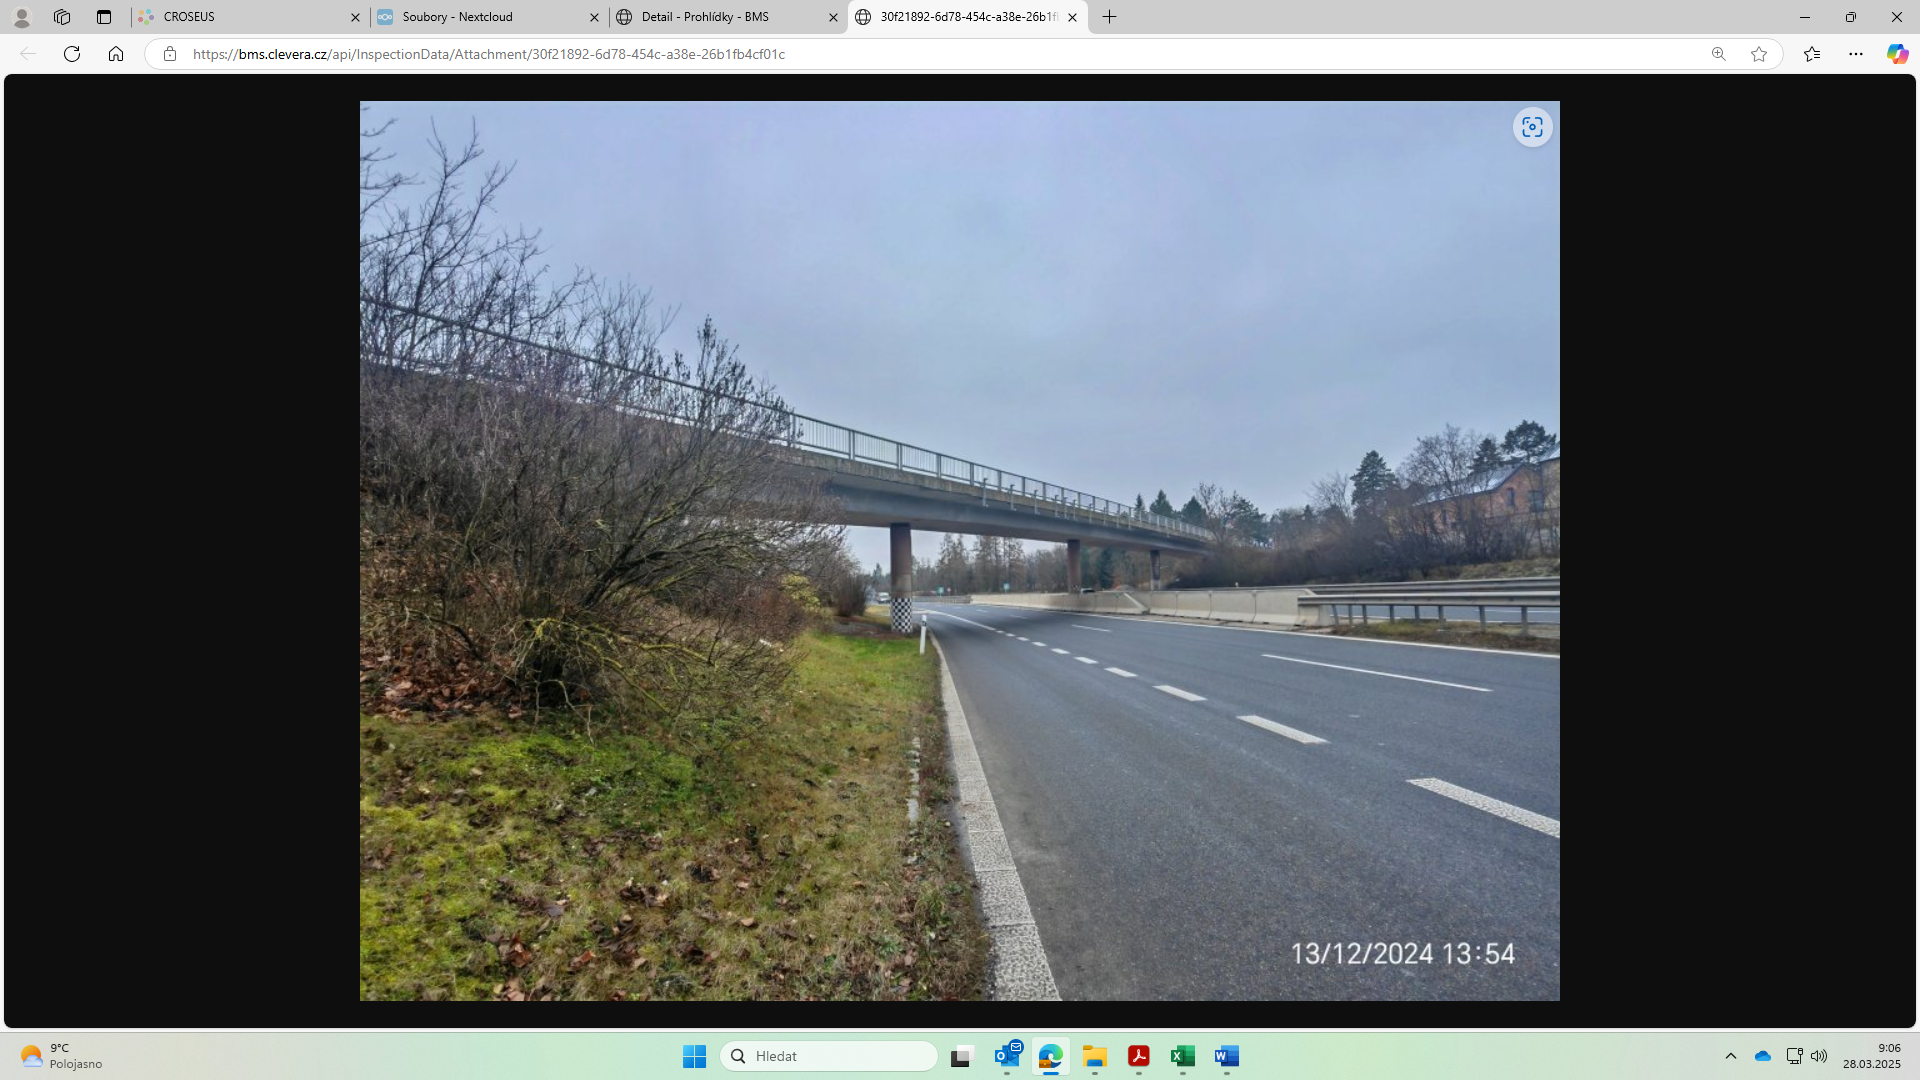 CROSEUS
Soubory - Nextcloud
Detail - Prohlídky - BMS
30f21892-6d78-454c-a38e-26b1f
https://bms.clevera.cz/api/InspectionData/Attachment/30f21892-6d78-454c-a38e-26b1fb4cf01c
13/12/2024 13:54
9°C
Polojasno
Hledat
9:06
28.03.2025